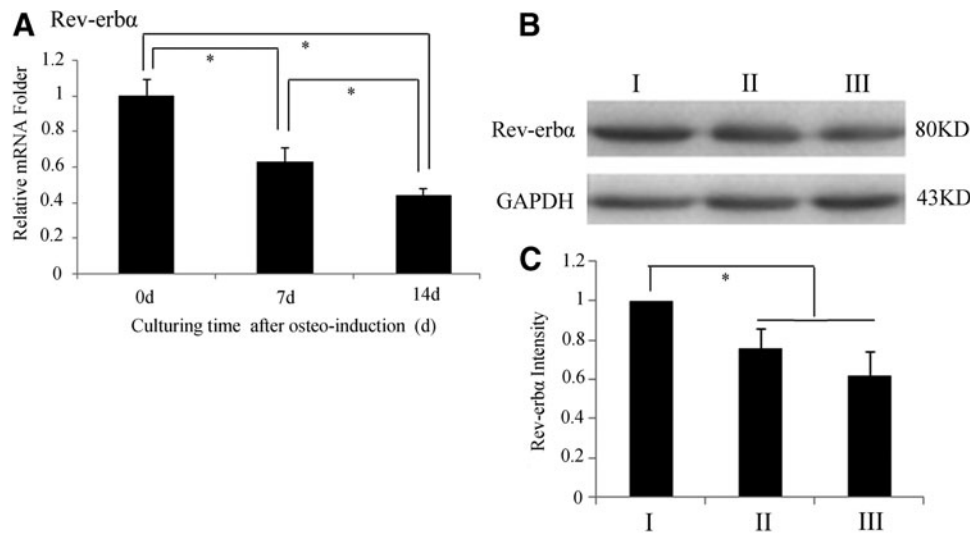 A
Rev-erbα
*
*
*
Relative mRNA Folder
1.2
1
0.8
0.6
0.4
0.2
0
0d 7d 14d
Culturing time after osteo-induction (d)
B
I II III
Rev-erbα 80KD
GAPDH 43KD
C
*
Rev-erbα Intensity
1.2
1
0.8
0.6
0.4
0.2
0
I II III